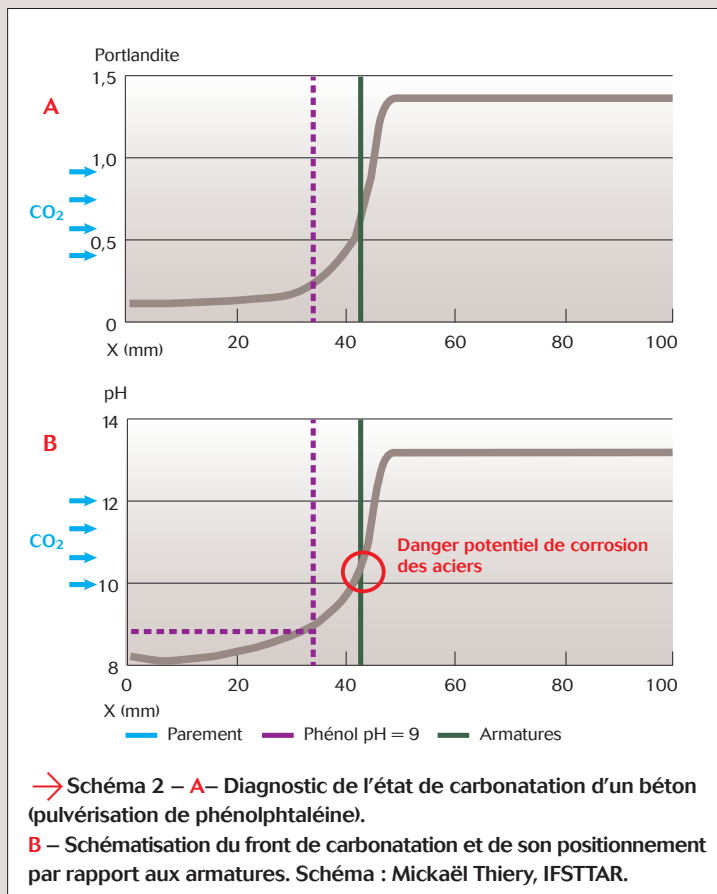 Portlandite
1,5
A
1,0
CO2
0,5
0
20
40
60
80
100
X (mm)
pH
14
B
12
CO2
Danger potentiel de corrosion
des aciers
10
8
0
20
40
60
80
100
X (mm)
Parement
Phénol pH = 9
Armatures
→ Schéma 2 – A– Diagnostic de l'état de carbonatation d'un béton
(pulvérisation de phénolphtaléine).
B – Schématisation du front de carbonatation et de son positionnement
par rapport aux armatures. Schéma : Mickaël Thiery, IFSTTAR.